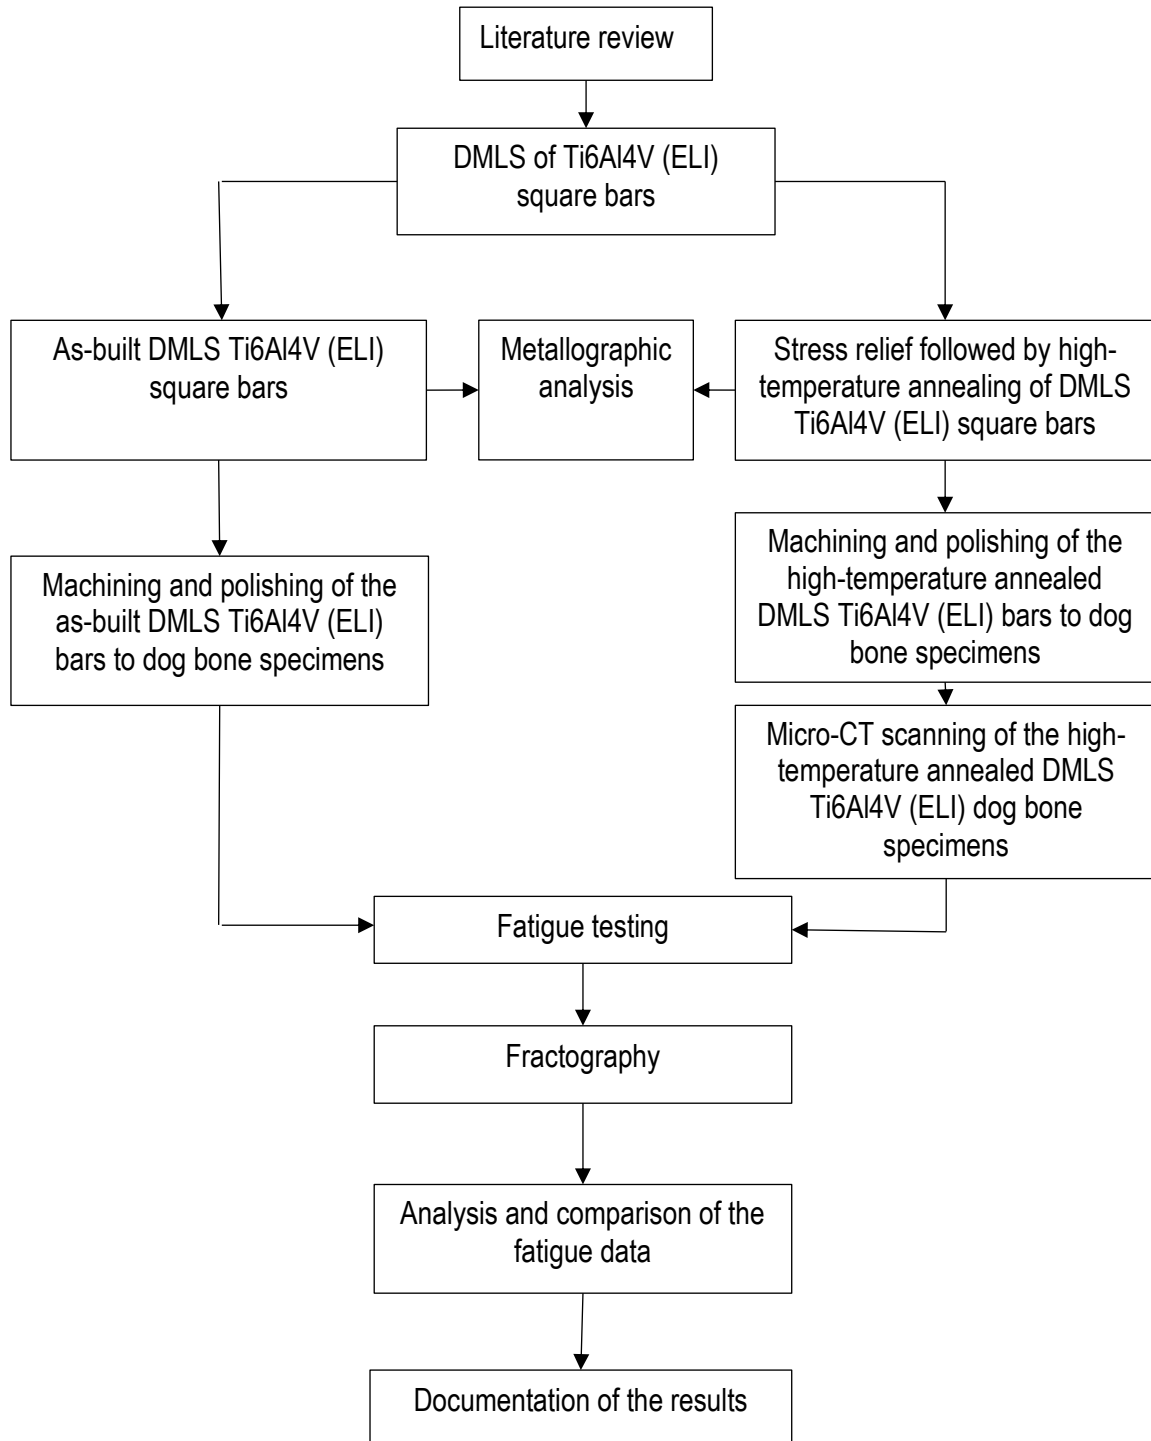 Literature review
DMLS of Ti6Al4V (ELI)
square bars
As-built DMLS Ti6Al4V (ELI)
square bars
Metallographic
analysis
Stress relief followed by high-
temperature annealing of DMLS
Ti6Al4V (ELI) square bars
Machining and polishing of the
as-built DMLS Ti6Al4V (ELI)
bars to dog bone specimens
Machining and polishing of the
high-temperature annealed
DMLS Ti6Al4V (ELI) bars to dog
bone specimens
Micro-CT scanning of the high-
temperature annealed DMLS
Ti6Al4V (ELI) dog bone
specimens
Fatigue testing
Fractography
Analysis and comparison of the
fatigue data
Documentation of the results